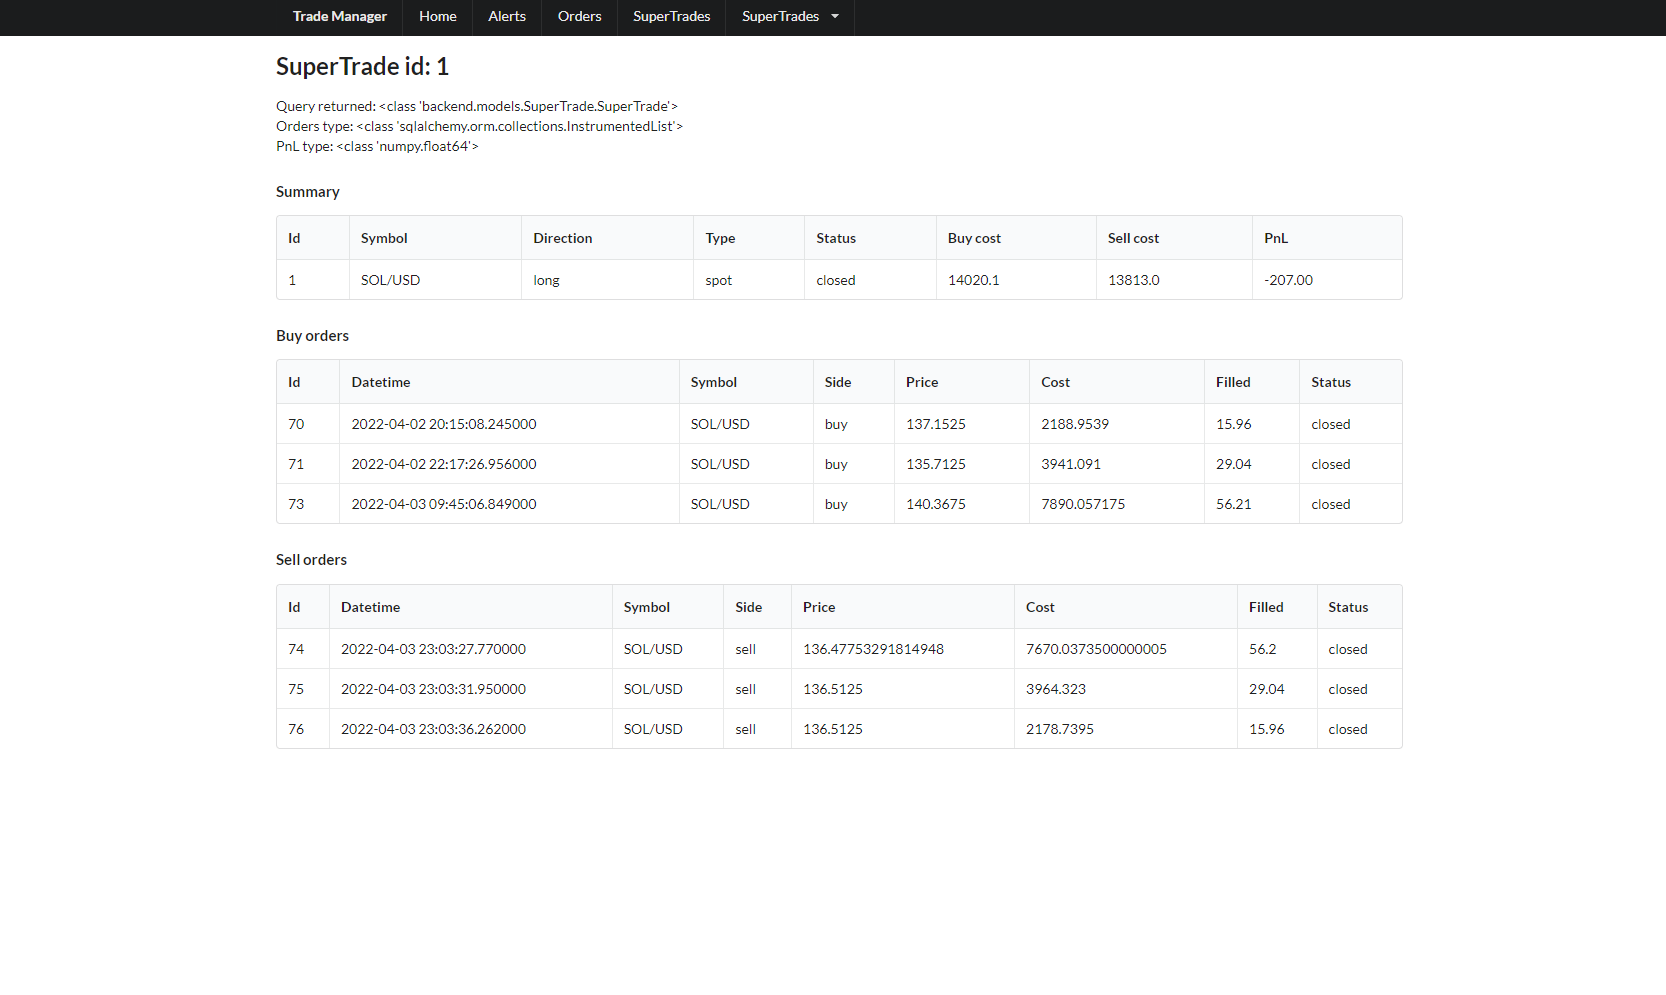 Trade Manager Home Alerts Orders SuperTrades SuperTrades
SuperTrade id: 1
Query returned: <class 'backend.models.SuperTrade.SuperTrade'>
Orders type: <class 'sqlalchemy.orm.collections.InstrumentedList'>
PnL type: <class 'numpy.float64'>
Summary
Id Symbol Direction Type Status Buy cost Sell cost PnL
1 SOL/USD long spot closed 14020.1 13813.0 -207.00
Buy orders
Id Datetime Symbol Side Price Cost Filled Status
70 2022-04-02 20:15:08.245000 SOL/USD buy 137.1525 2188.9539 15.96 closed
71 2022-04-02 22:17:26.956000 SOL/USD buy 135.7125 3941.091 29.04 closed
73 2022-04-03 09:45:06.849000 SOL/USD buy 140.3675 7890.057175 56.21 closed
Sell orders
Id Datetime Symbol Side Price Cost Filled Status
74 2022-04-03 23:03:27.770000 SOL/USD sell 136.47753291814948 7670.0373500000005 56.2 closed
75 2022-04-03 23:03:31.950000 SOL/USD sell 136.5125 3964.323 29.04 closed
76 2022-04-03 23:03:36.262000 SOL/USD sell 136.5125 2178.7395 15.96 closed